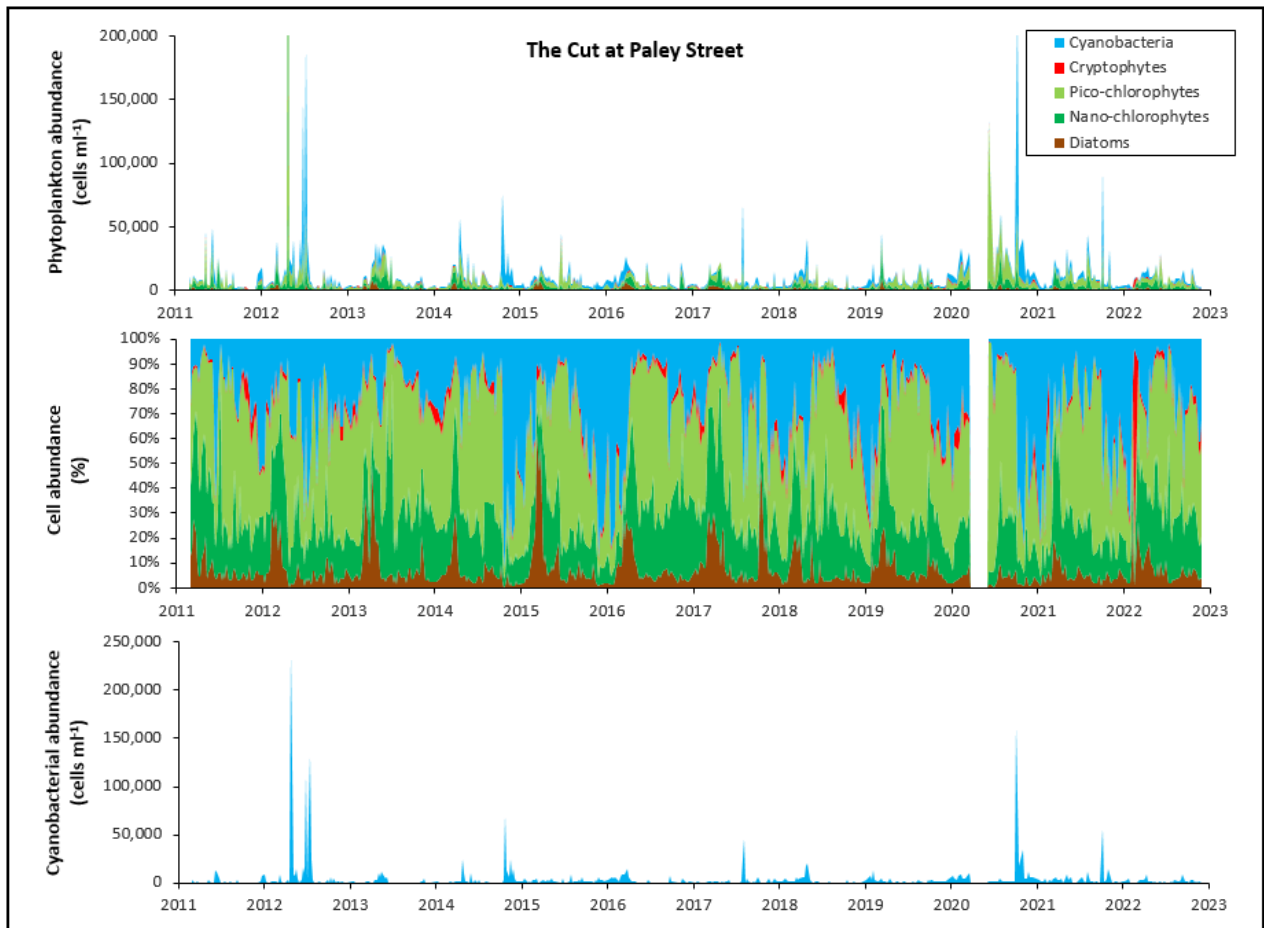 The Cut at Paley Street
Cyanobacteria
Cryptophytes
Pico-chlorophytes
Nano-chlorophytes
Diatoms
Phytoplankton abundance
(cells ml⁻¹)
200,000
150,000
100,000
50,000
0
2011 2012 2013 2014 2015 2016 2017 2018 2019 2020 2021 2022 2023
Cell abundance
(%)
100%
90%
80%
70%
60%
50%
40%
30%
20%
10%
0%
2011 2012 2013 2014 2015 2016 2017 2018 2019 2020 2021 2022 2023
Cyanobacterial abundance
(cells ml⁻¹)
250,000
200,000
150,000
100,000
50,000
0
2011 2012 2013 2014 2015 2016 2017 2018 2019 2020 2021 2022 2023